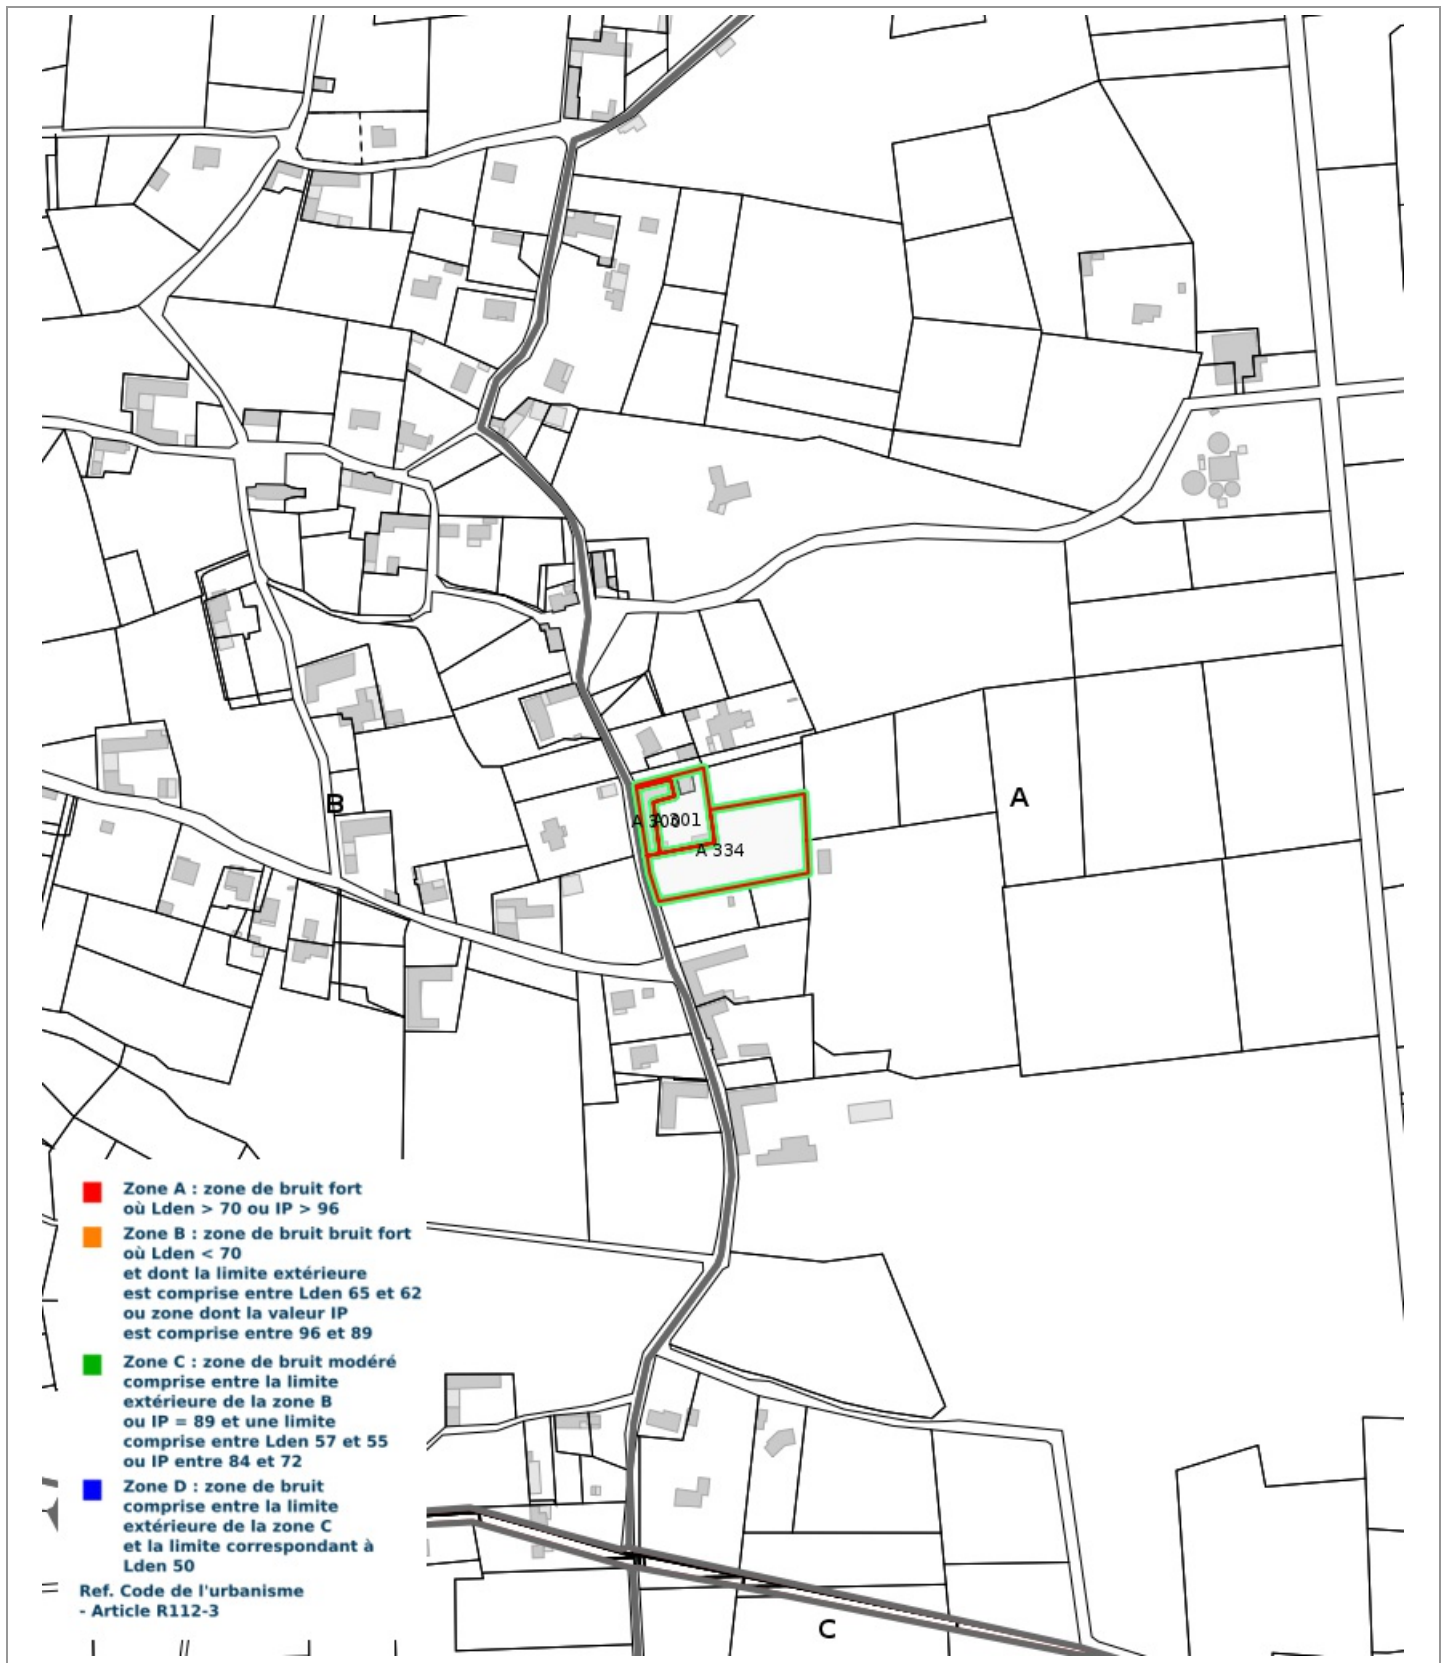 A
B
A 300
A 301
A 334
Zone A : zone de bruit fort
où Lden > 70 ou IP > 96
Zone B : zone de bruit bruit fort
où Lden < 70
et dont la limite extérieure
est comprise entre Lden 65 et 62
ou zone dont la valeur IP
est comprise entre 96 et 89
Zone C : zone de bruit modéré
comprise entre la limite
extérieure de la zone B
ou IP = 89 et une limite
comprise entre Lden 57 et 55
ou IP entre 84 et 72
Zone D : zone de bruit
comprise entre la limite
extérieure de la zone C
et la limite correspondant à
Lden 50
Ref. Code de l'urbanisme
- Article R112-3
C